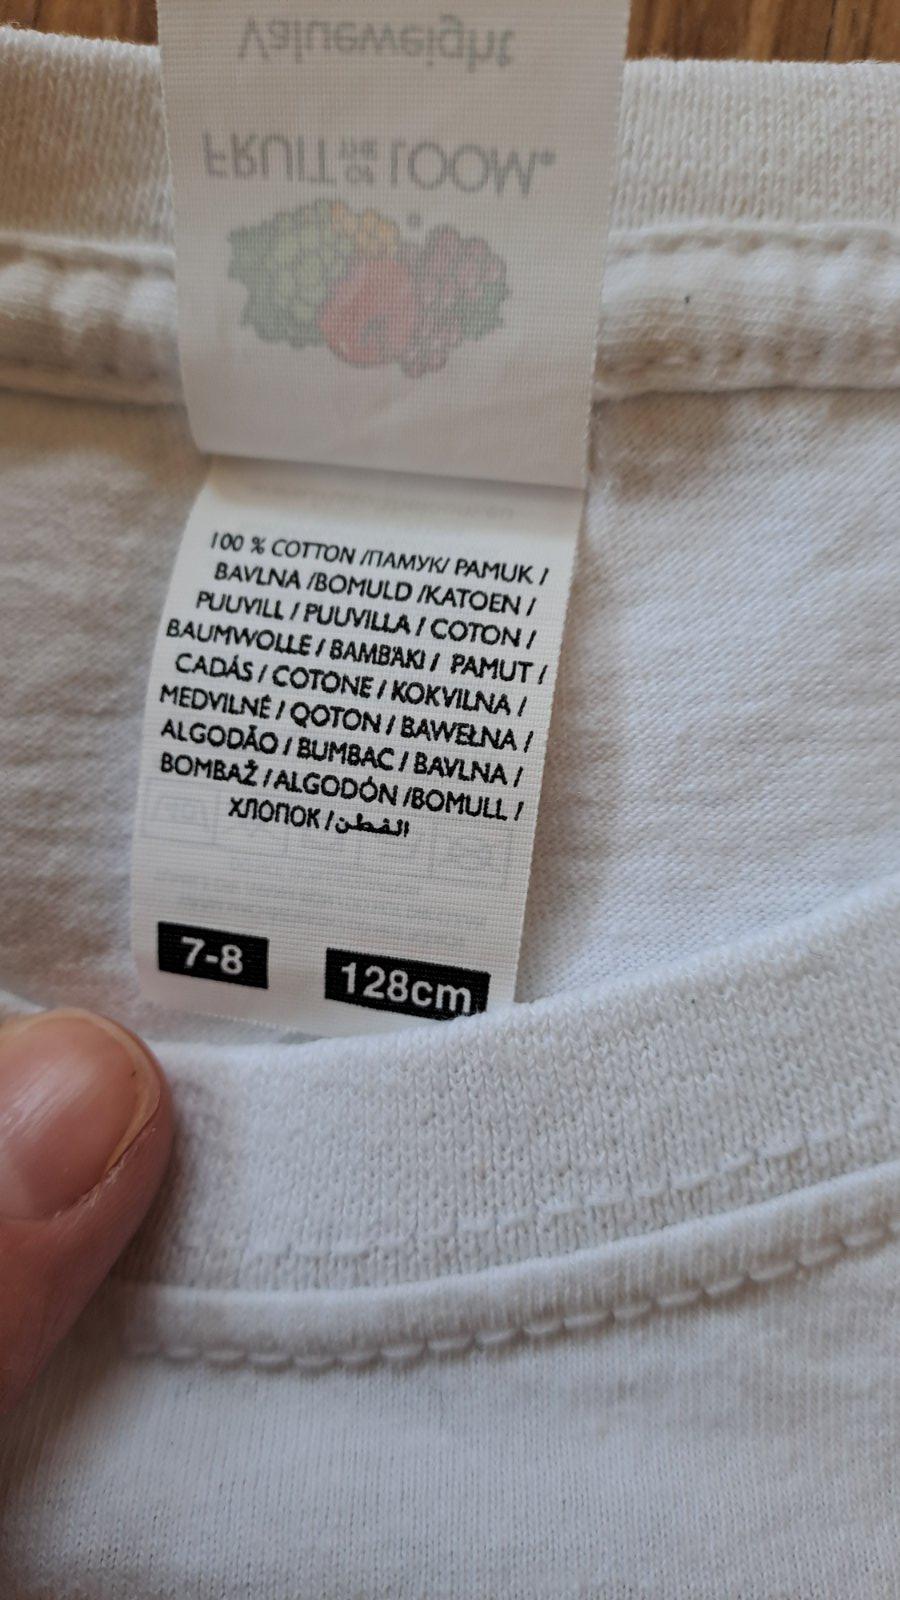 Valueweight
FRUIT OF THE LOOM®
100 % COTTON /ПАМУК/ PAMUK /
BAVLNA /BOMULD /KATOEN /
PUUVILL / PUUVILLA / COTON /
BAUMWOLLE / BAMBAKI / PAMUT /
CADÁS / COTONE / KOKVILNA /
MEDVILNĖ / QOTON / BAWEŁNA /
ALGODÃO / BUMBAC / BAVLNA /
BOMBAŽ / ALGODÓN /BOMULL /
ХЛОПОК / القطن
7-8 128cm